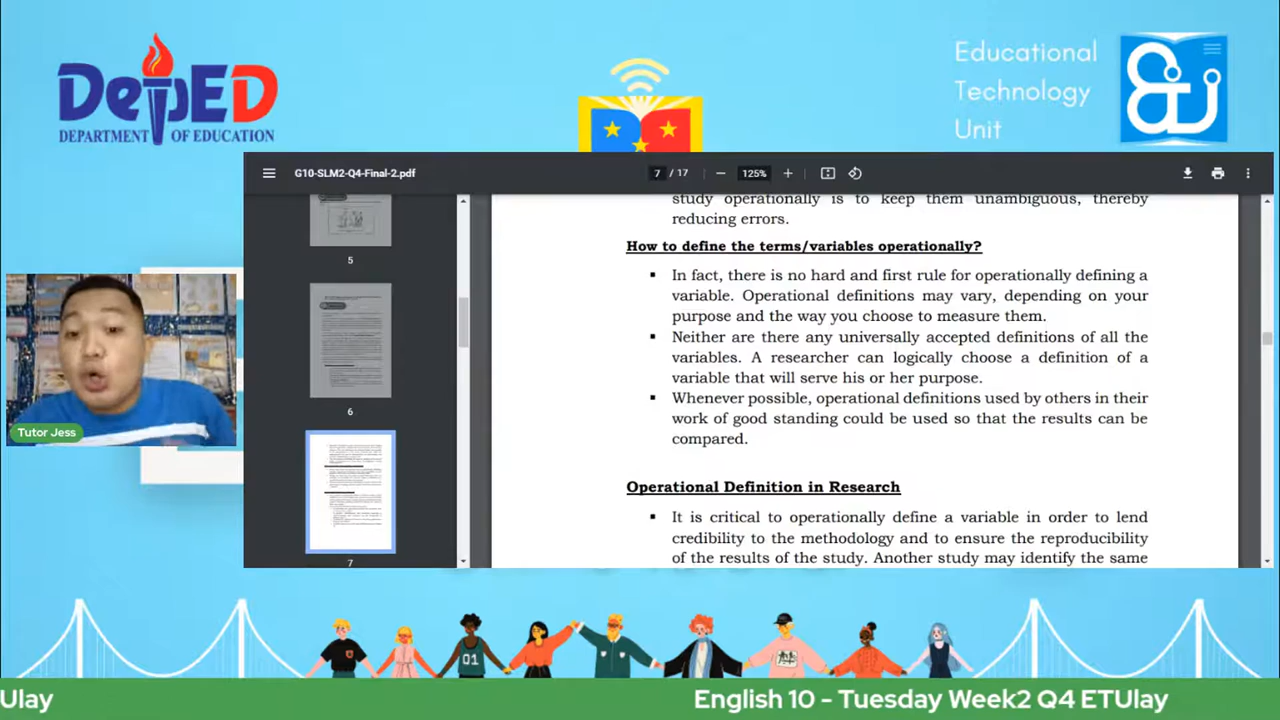 DepED
DEPARTMENT OF EDUCATION
Educational
Technology
Unit
G10-SLM2-Q4-Final-2.pdf
7 / 17
125%
study operationally is to keep them unambiguous, thereby
reducing errors.
How to define the terms/variables operationally?
▪ In fact, there is no hard and first rule for operationally defining a
variable. Operational definitions may vary, depending on your
purpose and the way you choose to measure them.
▪ Neither are there any universally accepted definitions of all the
variables. A researcher can logically choose a definition of a
variable that will serve his or her purpose.
▪ Whenever possible, operational definitions used by others in their
work of good standing could be used so that the results can be
compared.
Operational Definition in Research
▪ It is critical to operationally define a variable in order to lend
credibility to the methodology and to ensure the reproducibility
of the results of the study. Another study may identify the same
5
6
7
Tutor Jess
01
Ulay
English 10 - Tuesday Week2 Q4 ETUlay